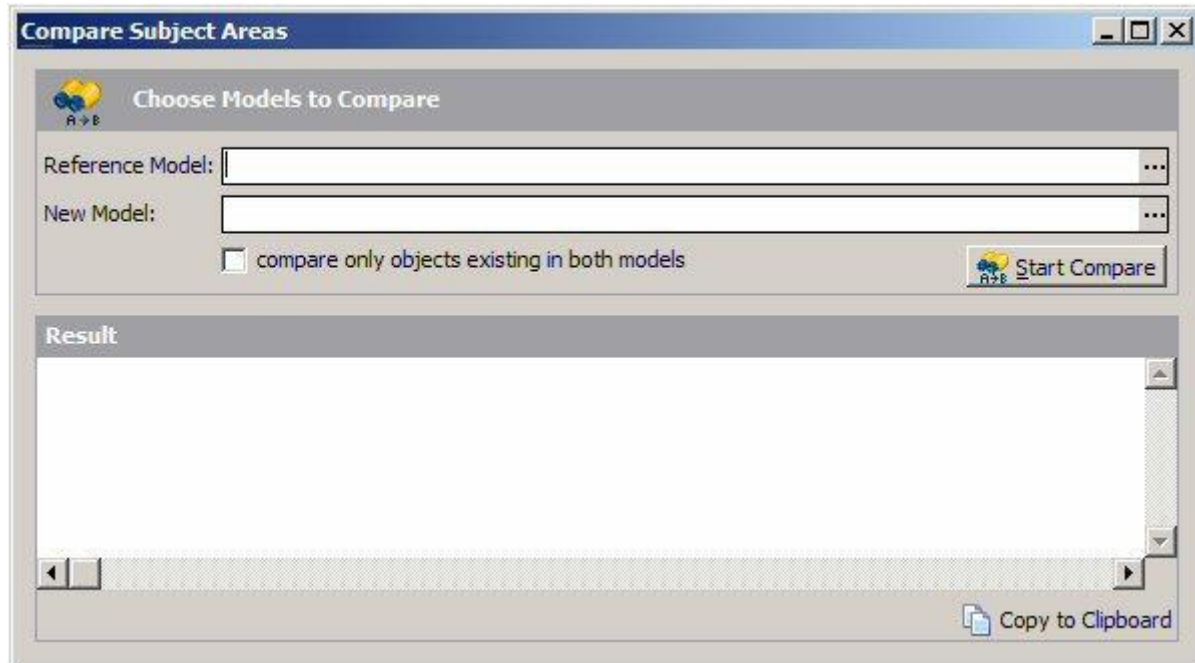 Compare Subject Areas
Choose Models to Compare
A→B
Reference Model:
...
New Model:
...
compare only objects existing in both models
A→B
Start Compare
Result
Copy to Clipboard